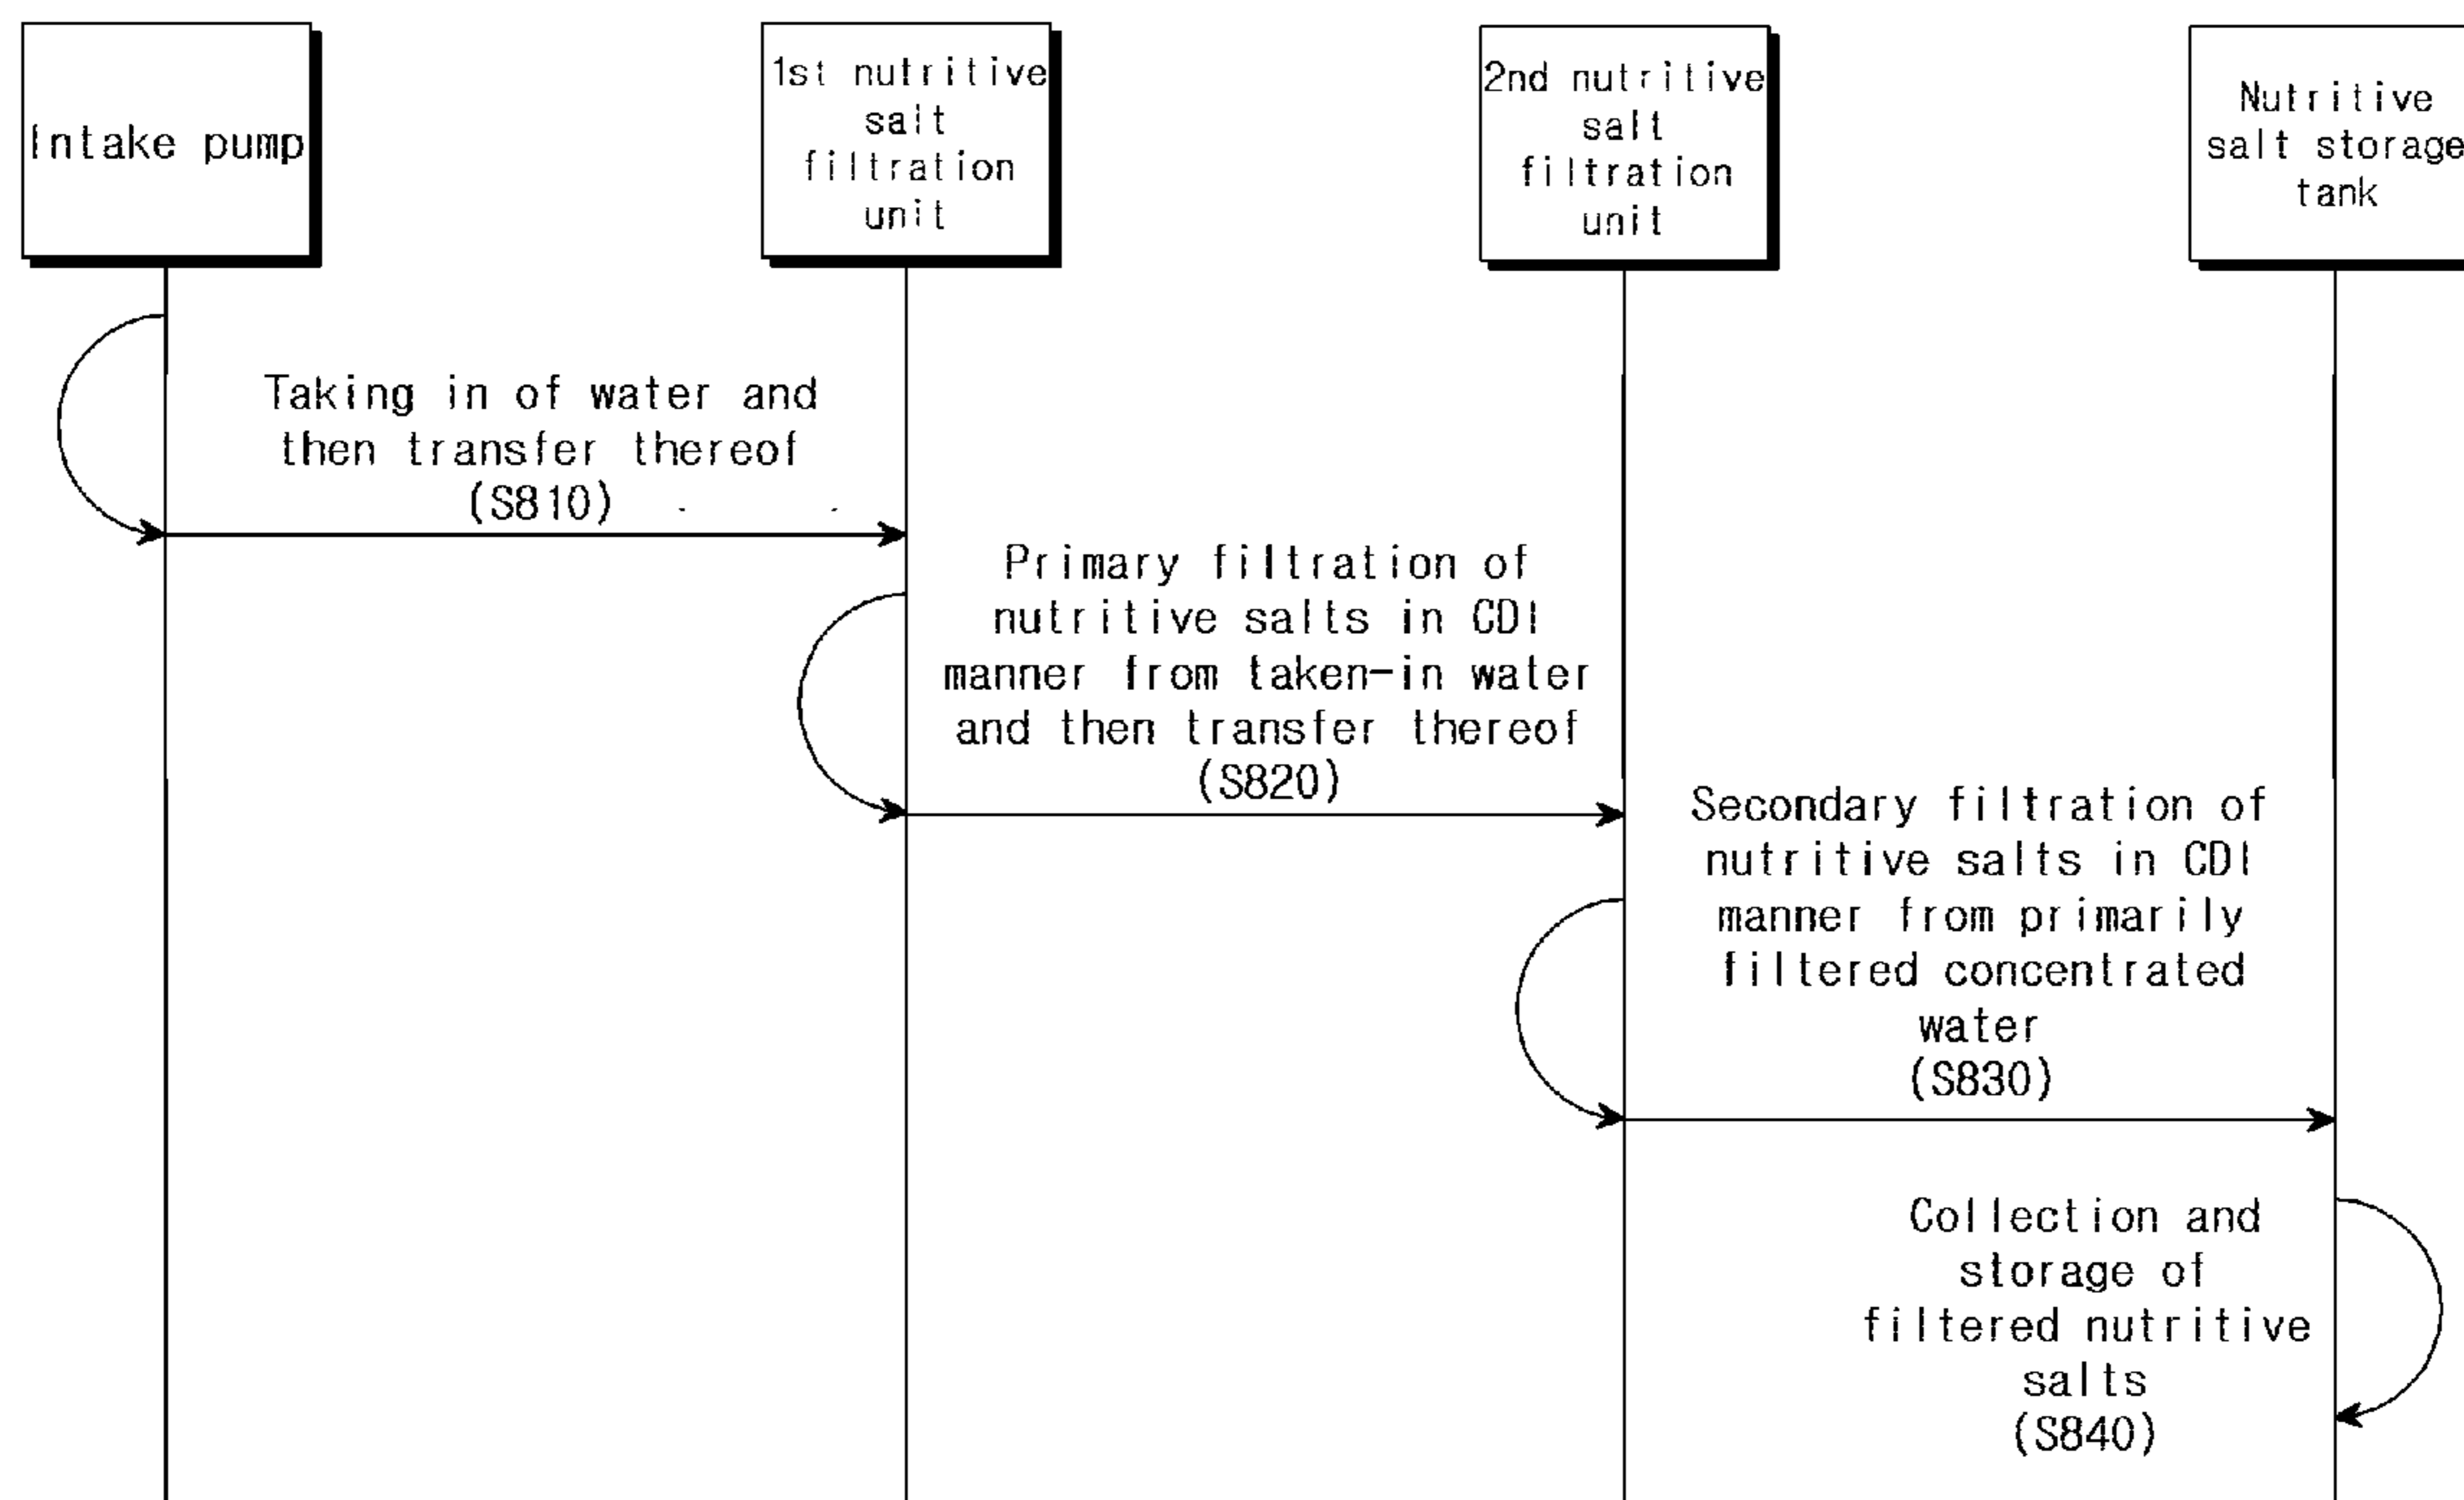 Intake pump
1st nutritive
salt
filtration
unit
2nd nutritive
salt
filtration
unit
Nutritive
salt storage
tank
Taking in of water and
then transfer thereof
(S810)
Primary filtration of
nutritive salts in CDI
manner from taken-in water
and then transfer thereof
(S820)
Secondary filtration of
nutritive salts in CDI
manner from primarily
filtered concentrated
water
(S830)
Collection and
storage of
filtered nutritive
salts
(S840)